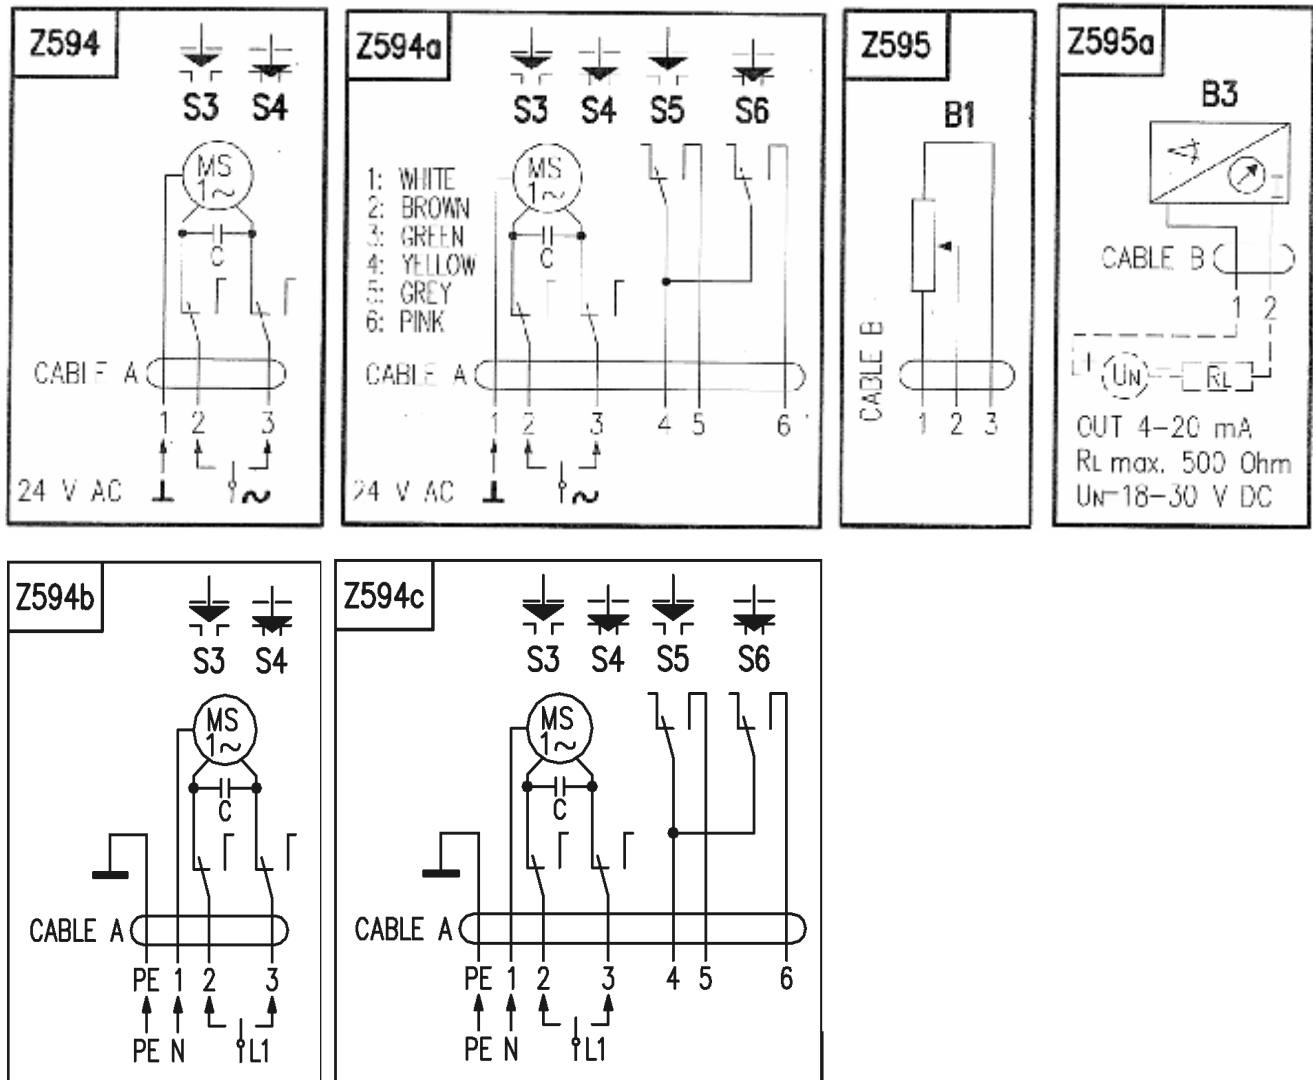 Z594
S3 S4
MS
1~
C
CABLE A
1 2 3
24 V AC ~
Z594a
S3 S4 S5 S6
1: WHITE
2: BROWN
3: GREEN
4: YELLOW
5: GREY
6: PINK
MS
1~
C
CABLE A
1 2 3 4 5 6
24 V AC ~
Z595
B1
CABLE B
1 2 3
Z595a
B3
I
CABLE B
1 2
+ UN RL
OUT 4-20 mA
RL max. 500 Ohm
UN-18-30 V DC
Z594b
S3 S4
MS
1~
C
CABLE A
PE 1 2 3
PE N L1
Z594c
S3 S4 S5 S6
MS
1~
C
CABLE A
PE 1 2 3 4 5 6
PE N L1